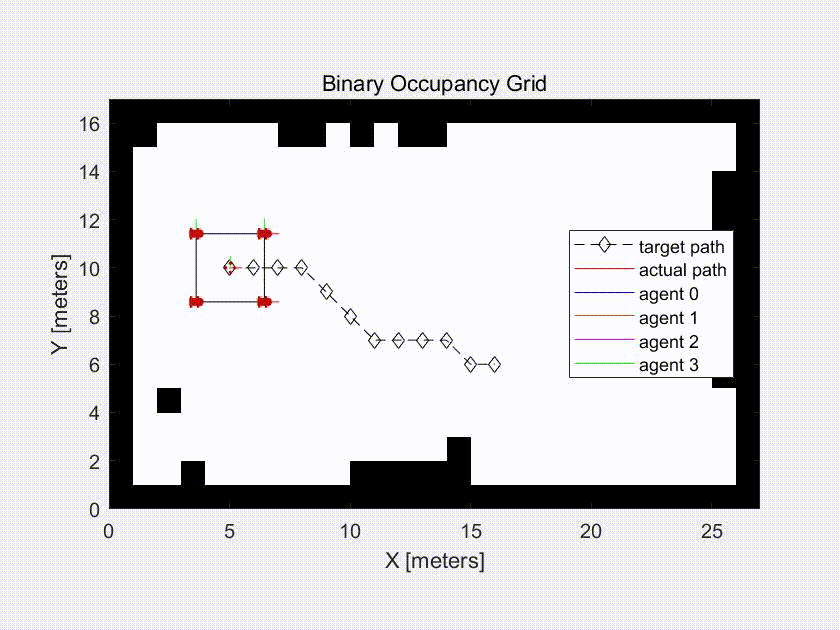 Binary Occupancy Grid
16
14
12
10
8
6
4
2
0
Y [meters]
0 5 10 15 20 25
X [meters]
target path
actual path
agent 0
agent 1
agent 2
agent 3